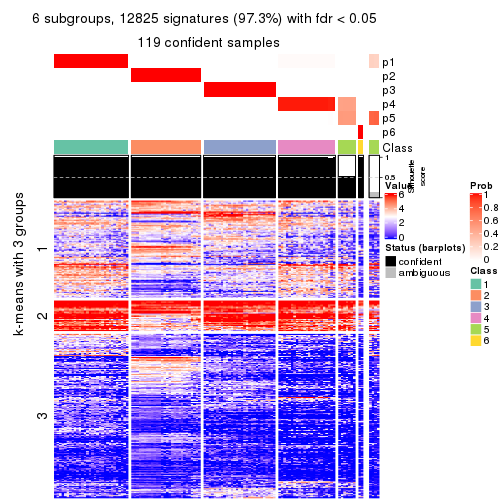 6 subgroups, 12825 signatures (97.3%) with fdr < 0.05
119 confident samples
p1
p2
p3
p4
p5
p6
Class
1
0.5
0
Silhouette
score
k-means with 3 groups
1
2
3
Value
6
4
2
0
Status (barplots)
confident
ambiguous
Prob
1
0.8
0.6
0.4
0.2
0
Class
1
2
3
4
5
6